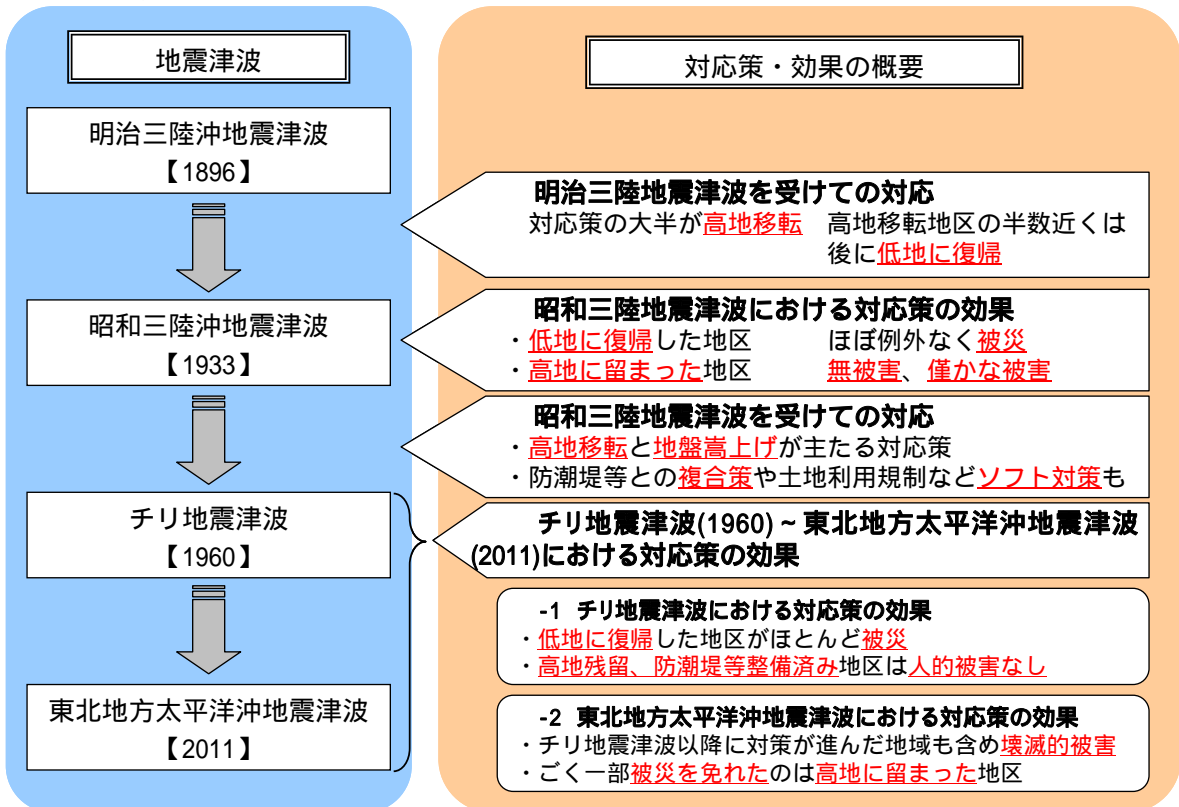 地震津波
明治三陸沖地震津波
【1896】
昭和三陸沖地震津波
【1933】
チリ地震津波
【1960】
東北地方太平洋沖地震津波
【2011】
対応策・効果の概要
明治三陸地震津波を受けての対応
対応策の大半が高地移転　高地移転地区の半数近くは
後に低地に復帰
昭和三陸地震津波における対応策の効果
・低地に復帰した地区　ほぼ例外なく被災
・高地に留まった地区　無被害、僅かな被害
昭和三陸地震津波を受けての対応
・高地移転と地盤嵩上げが主たる対応策
・防潮堤等との複合策や土地利用規制などソフト対策も
チリ地震津波(1960)～東北地方太平洋沖地震津波
(2011)における対応策の効果
-1 チリ地震津波における対応策の効果
・低地に復帰した地区がほとんど被災
・高地残留、防潮堤等整備済み地区は人的被害なし
-2 東北地方太平洋沖地震津波における対応策の効果
・チリ地震津波以降に対策が進んだ地域も含め壊滅的被害
・ごく一部被災を免れたのは高地に留まった地区